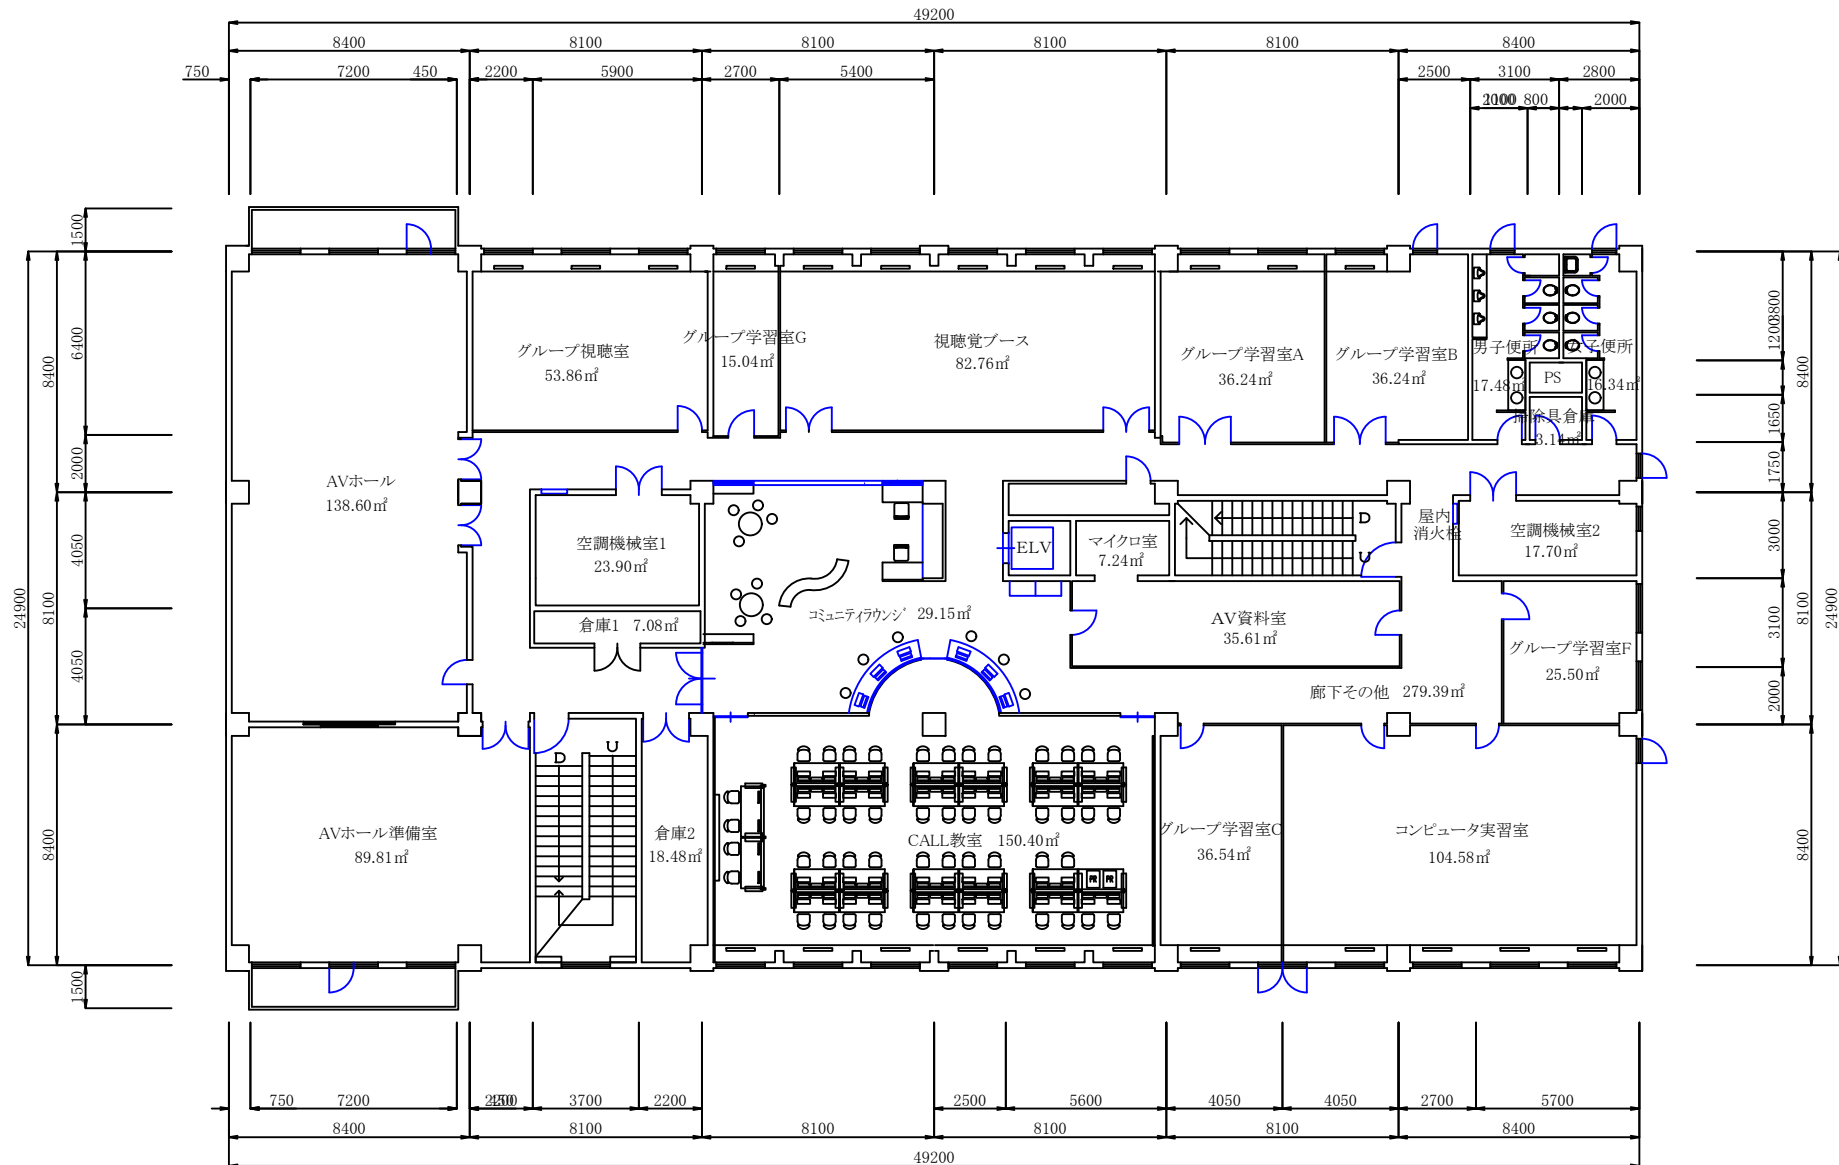 49200
8400 8100 8100 8100 8100 8400
750 7200 450 2200 5900 2700 5400 2500 3100 2800
800 2000
1500
6400
8400
2000
4050
8100
24900
4050
8400
1500
グループ視聴室
53.86㎡
グループ学習室G
15.04㎡
視聴覚ブース
82.76㎡
グループ学習室A
36.24㎡
グループ学習室B
36.24㎡
男子便所
17.48㎡
女子便所
16.34㎡
PS
掃除具倉庫
3.14㎡
AVホール
138.60㎡
空調機械室1
23.90㎡
倉庫1 7.08㎡
コミュニティラウンジ 29.15㎡
ELV
マイクロ室
7.24㎡
D
U
屋内
消火栓
空調機械室2
17.70㎡
AV資料室
35.61㎡
グループ学習室F
25.50㎡
廊下その他 279.39㎡
AVホール準備室
89.81㎡
D
U
倉庫2
18.48㎡
CALL教室 150.40㎡
PR PR
グループ学習室C
36.54㎡
コンピュータ実習室
104.58㎡
1200
1650
1750
3000
3100
2000
8400
8100
8400
24900
750 7200 3700 2200 2500 5600 4050 4050 2700 5700
8400 8100 8100 8100 8100 8400
49200